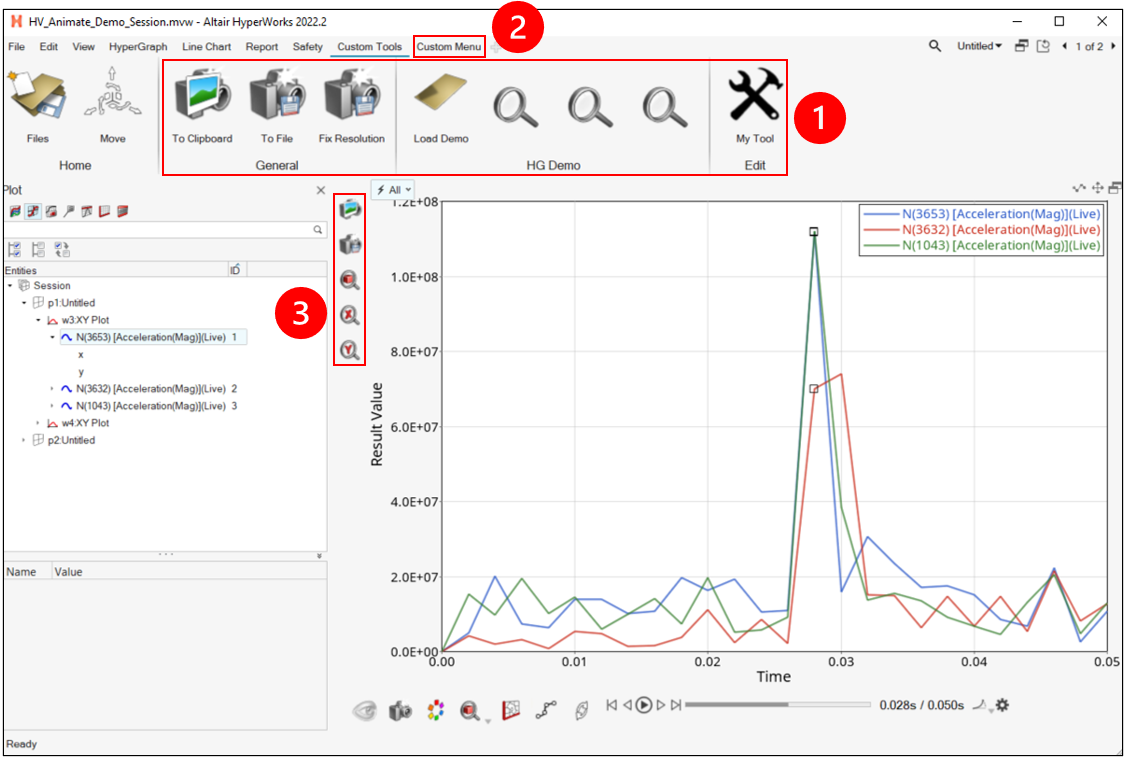 HV_Animate_Demo_Session.mvw - Altair HyperWorks 2022.2
2
File Edit View HyperGraph Line Chart Report Safety Custom Tools Custom Menu Untitled 1 of 2
To Clipboard To File Fix Resolution Load Demo My Tool
1
Files Move
Home General HG Demo Edit
Plot
All
Entities ID
Session
p1:Untitled
w3:XY Plot
N(3653) [Acceleration(Mag)](Live) 1
x
y
N(3632) [Acceleration(Mag)](Live) 2
N(1043) [Acceleration(Mag)](Live) 3
w4:XY Plot
p2:Untitled
Name Value
3
N(3653) [Acceleration(Mag)](Live)
N(3632) [Acceleration(Mag)](Live)
N(1043) [Acceleration(Mag)](Live)
1.2E+08
1.0E+08
8.0E+07
6.0E+07
4.0E+07
2.0E+07
0.0E+00
Result Value
0.00 0.01 0.02 0.03 0.04 0.05
Time
0.028s / 0.050s
Ready